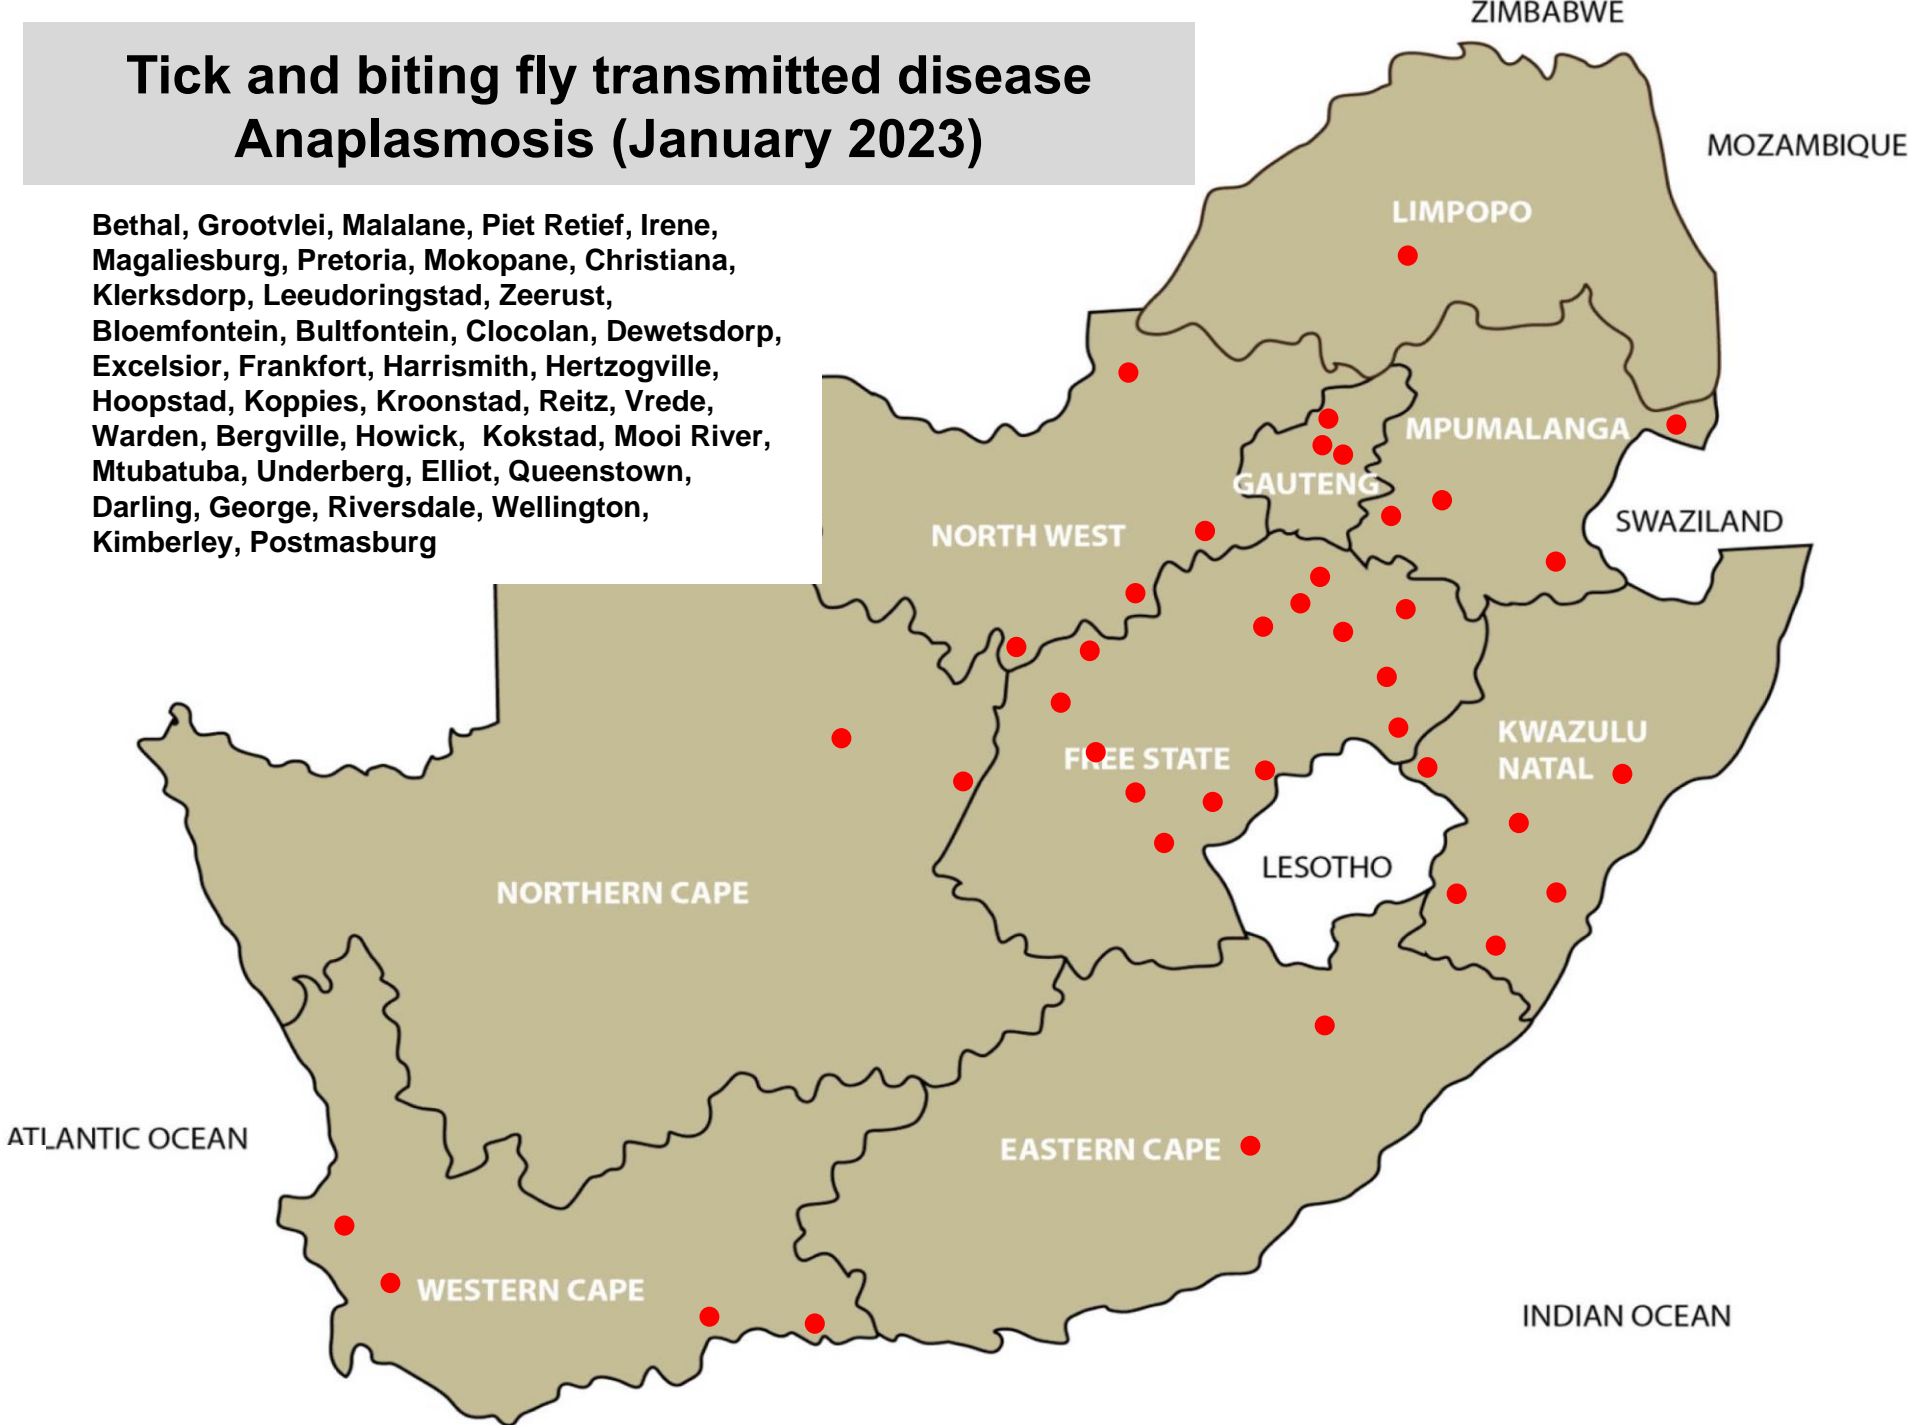 ZIMBABWE
Tick and biting fly transmitted disease
Anaplasmosis (January 2023)
MOZAMBIQUE
Bethal, Grootvlei, Malalane, Piet Retief, Irene,
Magaliesburg, Pretoria, Mokopane, Christiana,
Klerksdorp, Leeudoringstad, Zeerust,
Bloemfontein, Bultfontein, Clocolan, Dewetsdorp,
Excelsior, Frankfort, Harrismith, Hertzogville,
Hoopstad, Koppies, Kroonstad, Reitz, Vrede,
Warden, Bergville, Howick, Kokstad, Mooi River,
Mtubatuba, Underberg, Elliot, Queenstown,
Darling, George, Riversdale, Wellington,
Kimberley, Postmasburg
LIMPOPO
MPUMALANGA
GAUTENG
NORTH WEST
SWAZILAND
KWAZULU
NATAL
FREE STATE
LESOTHO
NORTHERN CAPE
ATLANTIC OCEAN
EASTERN CAPE
WESTERN CAPE
INDIAN OCEAN